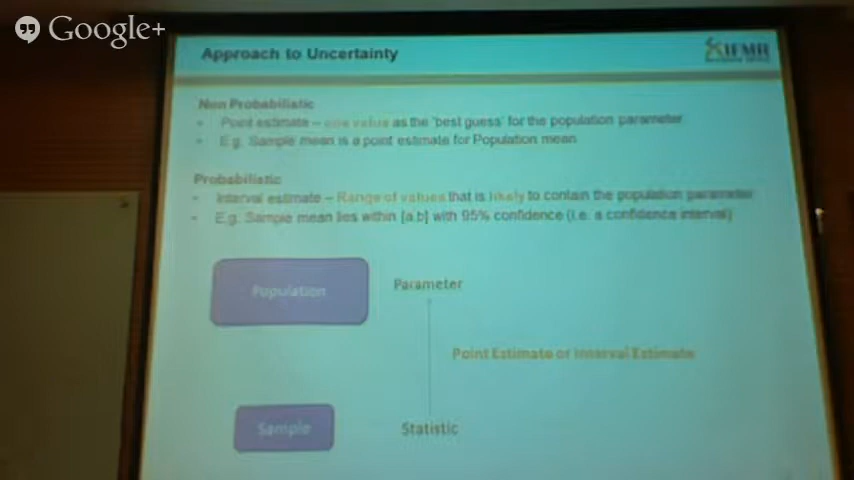 Google+
Approach to Uncertainty
IFMR
Non Probabilistic
Point estimate – one value as the 'best guess' for the population parameter
E.g. Sample mean is a point estimate for Population mean
Probabilistic
Interval estimate – Range of values that is likely to contain the population parameter
E.g. Sample mean lies within [a,b] with 95% confidence (i.e. a confidence interval)
Population
Parameter
Point Estimate or Interval Estimate
Sample
Statistic